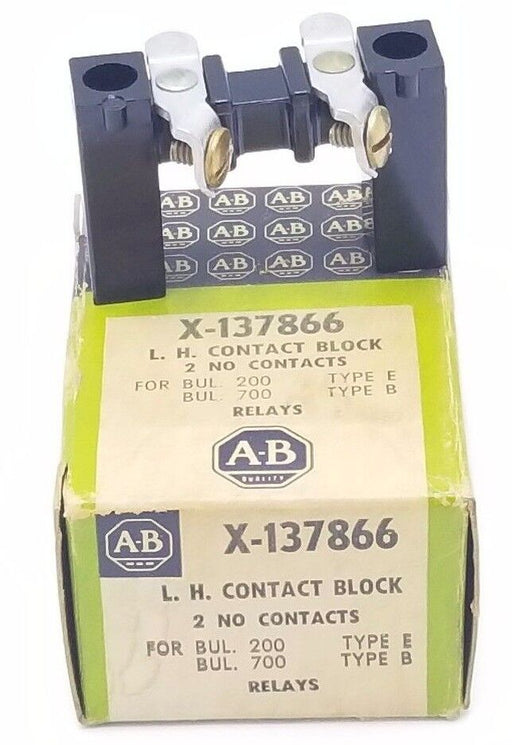 A-B A-B A-B A-B
A-B A-B A-B A-B
A-B A-B A-B A-B
X-137866
L. H. CONTACT BLOCK
2 NO CONTACTS
FOR BUL. 200 TYPE E
BUL. 700 TYPE B
RELAYS
A-B
QUALITY
A-B
X-137866
L. H. CONTACT BLOCK
2 NO CONTACTS
FOR BUL. 200 TYPE E
BUL. 700 TYPE B
RELAYS